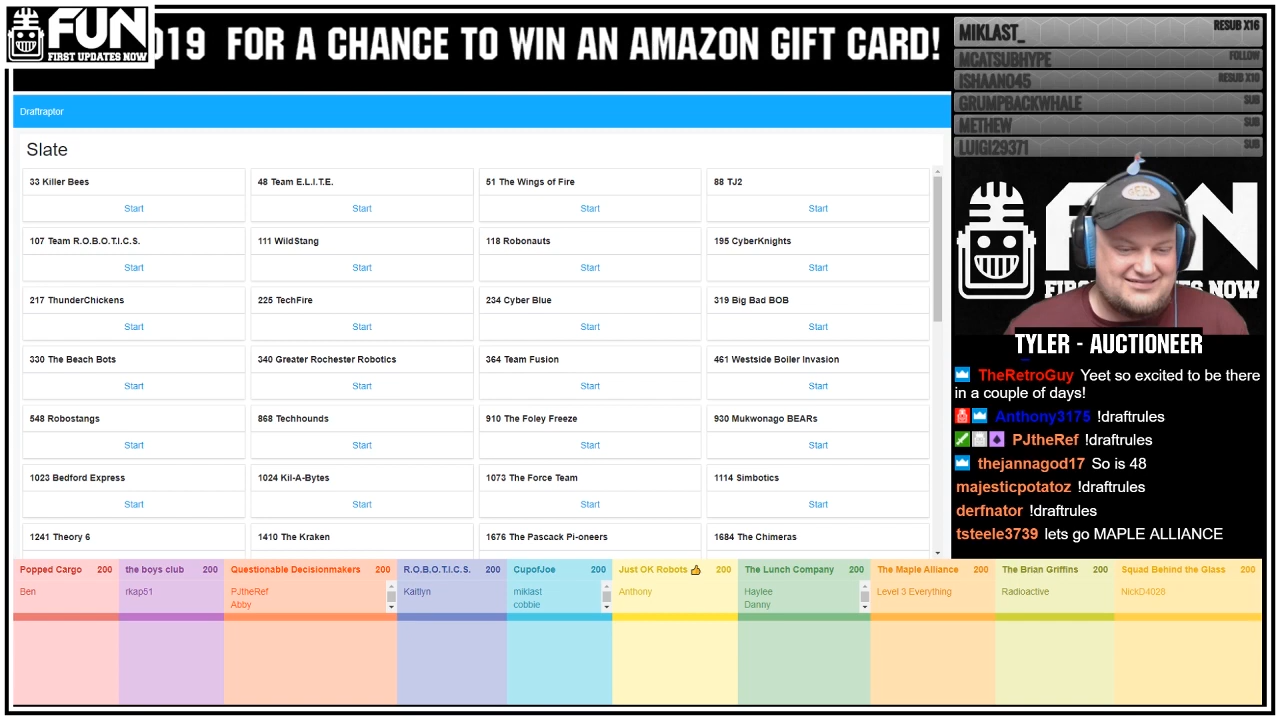 FUN
FIRST UPDATES NOW
019 FOR A CHANCE TO WIN AN AMAZON GIFT CARD!
MIKLAST_ RESUB X16
MCATSUBHYPE FOLLOW
ISHAAN045 RESUB X10
GRUMPBACKWHALE SUB
METHEW SUB
LUIGI29371 SUB
Draftraptor
Slate
33 Killer Bees
48 Team E.L.I.T.E.
51 The Wings of Fire
88 TJ2
Start
Start
Start
Start
107 Team R.O.B.O.T.I.C.S.
111 WildStang
118 Robonauts
195 CyberKnights
Start
Start
Start
Start
217 ThunderChickens
225 TechFire
234 Cyber Blue
319 Big Bad BOB
Start
Start
Start
Start
330 The Beach Bots
340 Greater Rochester Robotics
364 Team Fusion
461 Westside Boiler Invasion
Start
Start
Start
Start
548 Robostangs
868 Techhounds
910 The Foley Freeze
930 Mukwonago BEARs
Start
Start
Start
Start
1023 Bedford Express
1024 Kil-A-Bytes
1073 The Force Team
1114 Simbotics
Start
Start
Start
Start
1241 Theory 6
1410 The Kraken
1676 The Pascack Pi-oneers
1684 The Chimeras
TYLER - AUCTIONEER
TheRetroGuy Yeet so excited to be there
in a couple of days!
Anthony3175 !draftrules
PJtheRef !draftrules
thejannagod17 So is 48
majesticpotatoz !draftrules
derfnator !draftrules
tsteele3739 lets go MAPLE ALLIANCE
Popped Cargo 200
Ben
the boys club 200
rkap51
Questionable Decisionmakers 200
PJtheRef
Abby
R.O.B.O.T.I.C.S. 200
Kaitlyn
CupofJoe 200
miklast
cobbie
Just OK Robots 👍 200
Anthony
The Lunch Company 200
Haylee
Danny
The Maple Alliance 200
Level 3 Everything
The Brian Griffins 200
Radioactive
Squad Behind the Glass 200
NickD4028